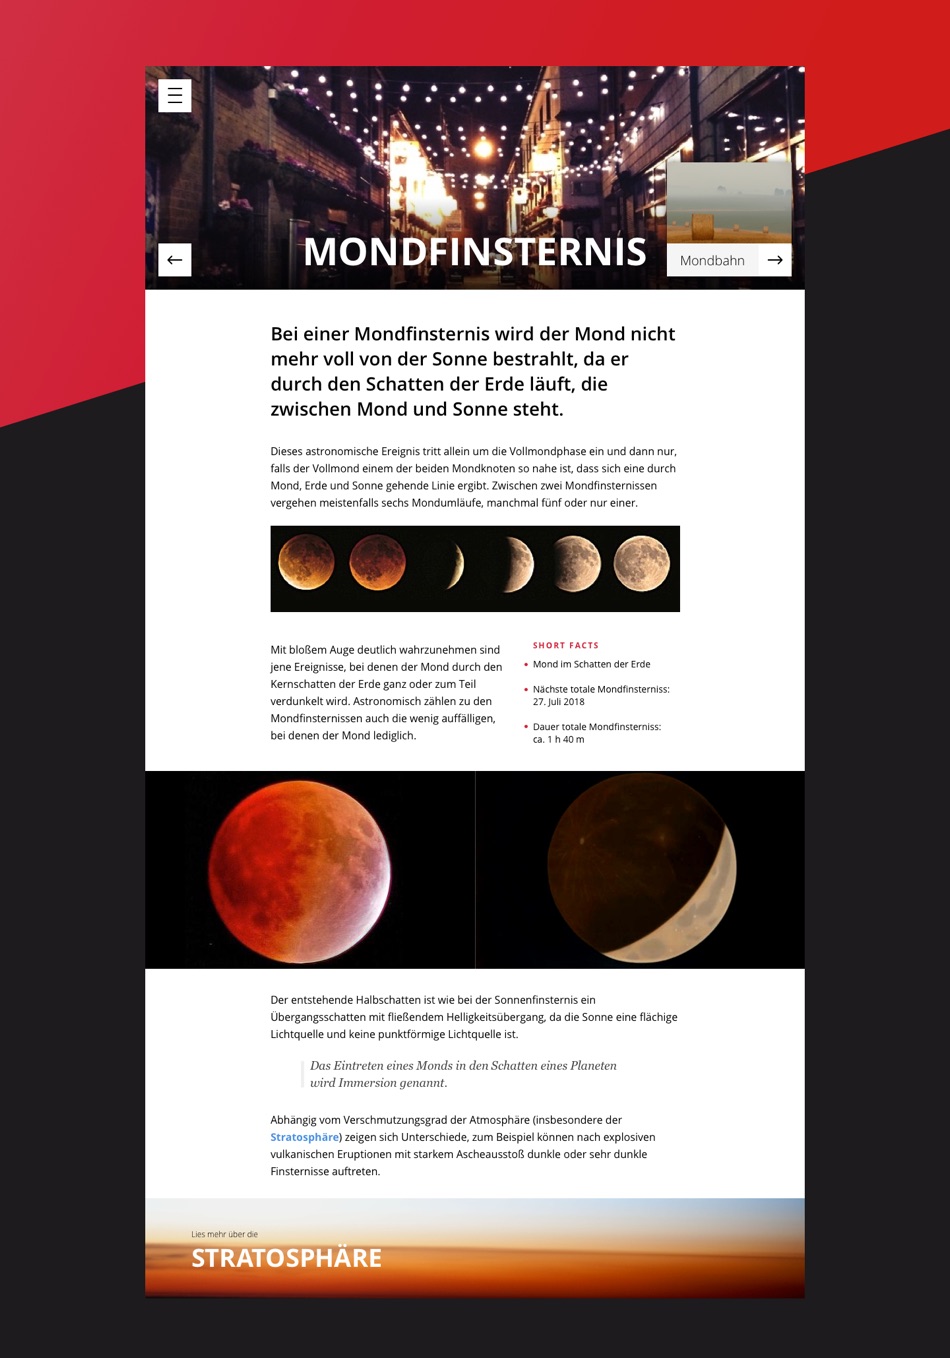 MONDFINSTERNIS
Mondbahn
Bei einer Mondfinsternis wird der Mond nicht
mehr voll von der Sonne bestrahlt, da er
durch den Schatten der Erde läuft, die
zwischen Mond und Sonne steht.
Dieses astronomische Ereignis tritt allein um die Vollmondphase ein und dann nur,
falls der Vollmond einem der beiden Mondknoten so nahe ist, dass sich eine durch
Mond, Erde und Sonne gehende Linie ergibt. Zwischen zwei Mondfinsternissen
vergehen meistenfalls sechs Mondumläufe, manchmal fünf oder nur einer.
Mit bloßem Auge deutlich wahrzunehmen sind
jene Ereignisse, bei denen der Mond durch den
Kernschatten der Erde ganz oder zum Teil
verdunkelt wird. Astronomisch zählen zu den
Mondfinsternissen auch die wenig auffälligen,
bei denen der Mond lediglich.
SHORT FACTS
Mond im Schatten der Erde
Nächste totale Mondfinsterniss:
27. Juli 2018
Dauer totale Mondfinsterniss:
ca. 1 h 40 m
Der entstehende Halbschatten ist wie bei der Sonnenfinsternis ein
Übergangsschatten mit fließendem Helligkeitsübergang, da die Sonne eine flächige
Lichtquelle und keine punktförmige Lichtquelle ist.
Das Eintreten eines Monds in den Schatten eines Planeten
wird Immersion genannt.
Abhängig vom Verschmutzungsgrad der Atmosphäre (insbesondere der
Stratosphäre) zeigen sich Unterschiede, zum Beispiel können nach explosiven
vulkanischen Eruptionen mit starkem Ascheausstoß dunkle oder sehr dunkle
Finsternisse auftreten.
Lies mehr über die
STRATOSPHÄRE